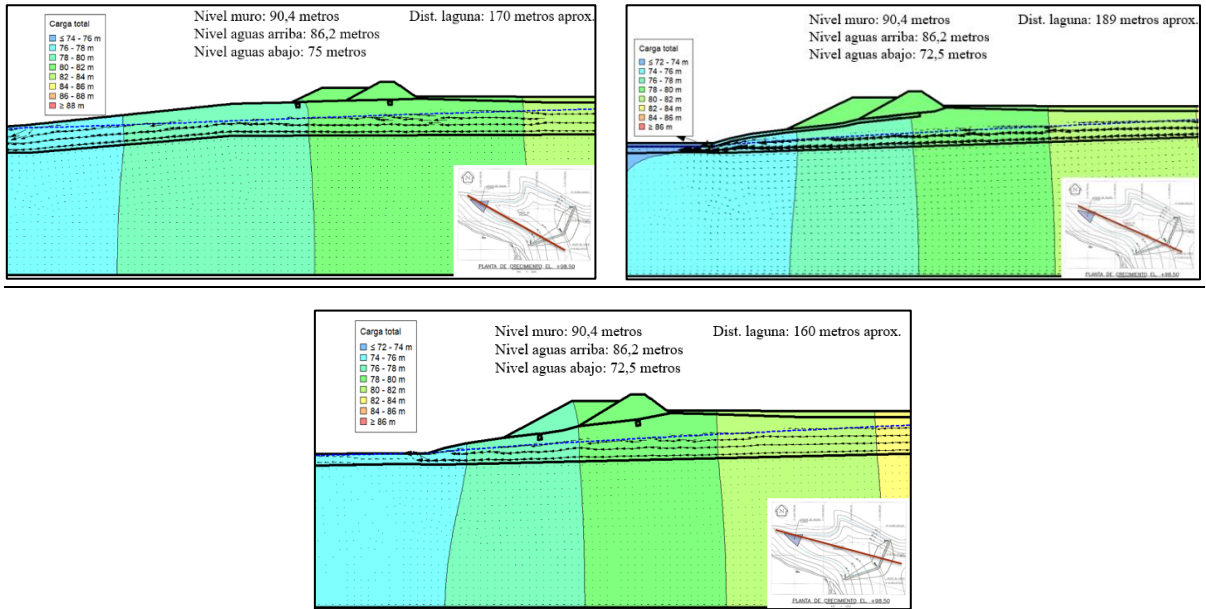 Nivel muro: 90,4 metros
Dist. laguna: 170 metros aprox.
Nivel aguas arriba: 86,2 metros
Nivel aguas abajo: 75 metros
Carga total
≤ 74 - 76 m
76 - 78 m
78 - 80 m
80 - 82 m
82 - 84 m
84 - 86 m
86 - 88 m
≥ 88 m
PLANTA DE CRECIMIENTO EL. +98.50
Nivel muro: 90,4 metros
Dist. laguna: 189 metros aprox.
Nivel aguas arriba: 86,2 metros
Nivel aguas abajo: 72,5 metros
Carga total
≤ 72 - 74 m
74 - 76 m
76 - 78 m
78 - 80 m
80 - 82 m
82 - 84 m
84 - 86 m
≥ 86 m
PLANTA DE CRECIMIENTO EL. +98.50
Nivel muro: 90,4 metros
Dist. laguna: 160 metros aprox.
Nivel aguas arriba: 86,2 metros
Nivel aguas abajo: 72,5 metros
Carga total
≤ 72 - 74 m
74 - 76 m
76 - 78 m
78 - 80 m
80 - 82 m
82 - 84 m
84 - 86 m
≥ 86 m
PLANTA DE CRECIMIENTO EL. +98.50